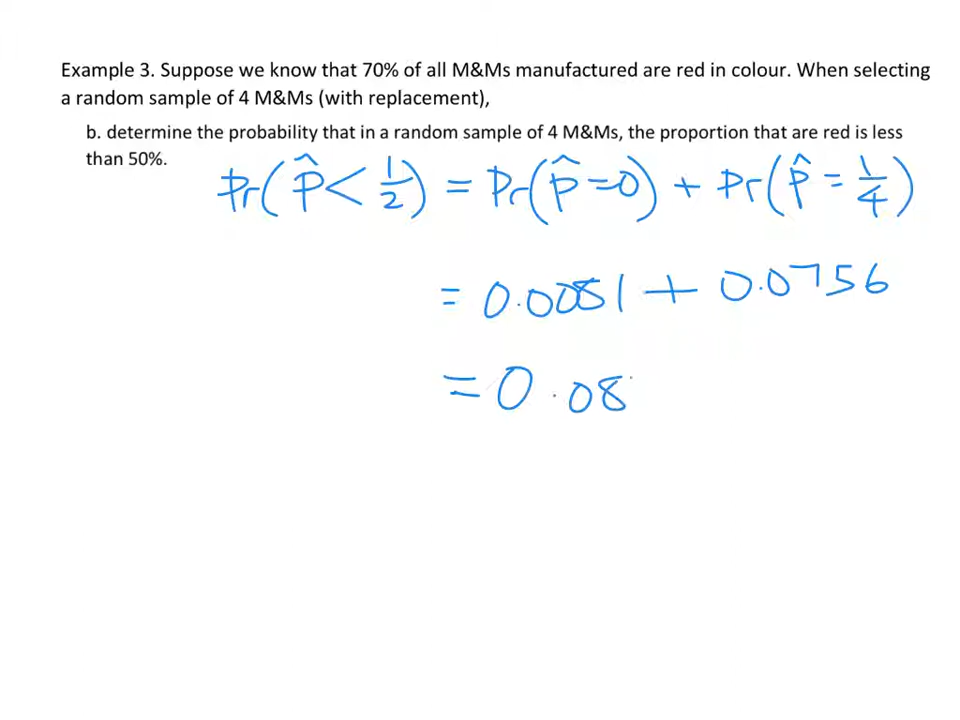 Example 3. Suppose we know that 70% of all M&Ms manufactured are red in colour. When selecting
a random sample of 4 M&Ms (with replacement),
b. determine the probability that in a random sample of 4 M&Ms, the proportion that are red is less
than 50%.
Pr(p̂ < 1/2) = Pr(p̂ = 0) + Pr(p̂ = 1/4)
= 0.0081 + 0.0756
= 0.08